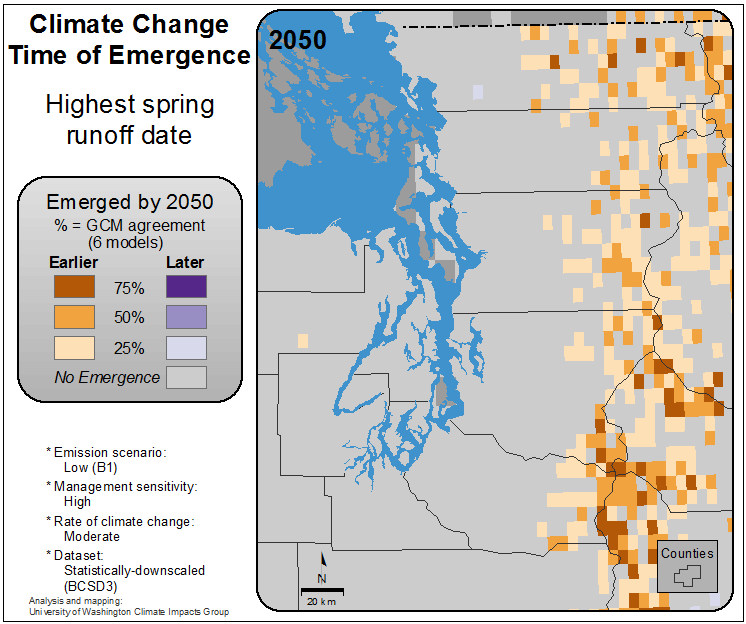 Climate Change
Time of Emergence
Highest spring
runoff date
Emerged by 2050
% = GCM agreement
(6 models)
Earlier Later
75%
50%
25%
No Emergence
* Emission scenario:
Low (B1)
* Management sensitivity:
High
* Rate of climate change:
Moderate
* Dataset:
Statistically-downscaled
(BCSD3)
Analysis and mapping:
University of Washington Climate Impacts Group
2050
N
20 km
Counties